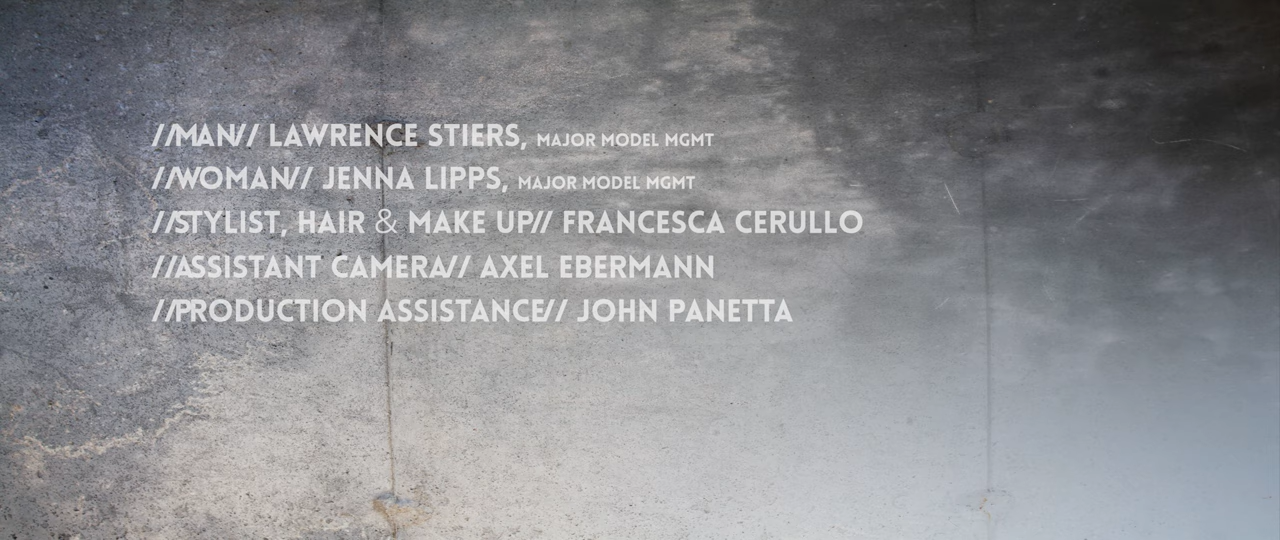 //MAN// LAWRENCE STIERS, MAJOR MODEL MGMT
//WOMAN// JENNA LIPPS, MAJOR MODEL MGMT
//STYLIST, HAIR & MAKE UP// FRANCESCA CERULLO
//ASSISTANT CAMERA// AXEL EBERMANN
//PRODUCTION ASSISTANCE// JOHN PANETTA